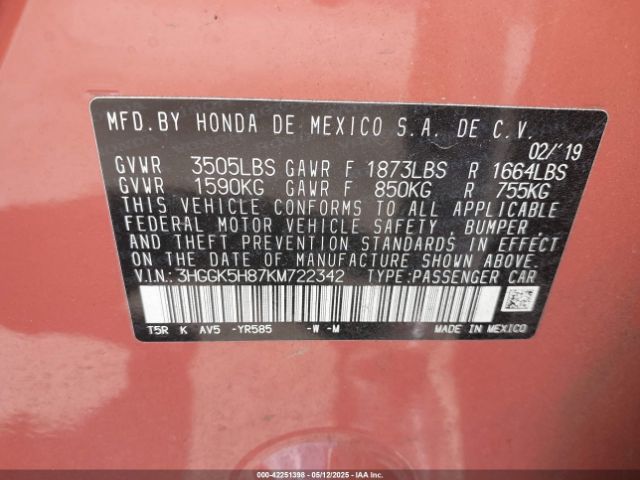 MFD.BY HONDA DE MEXICO S.A. DE C.V.
02/'19
GVWR 3505LBS GAWR F 1873LBS R 1664LBS
GVWR 1590KG GAWR F 850KG R 755KG
THIS VEHICLE CONFORMS TO ALL APPLICABLE
FEDERAL MOTOR VEHICLE SAFETY, BUMPER,
AND THEFT PREVENTION STANDARDS IN EFFECT
ON THE DATE OF MANUFACTURE SHOWN ABOVE.
V.I.N.:3HGGK5H87KM722342 TYPE:PASSENGER CAR
T5R K AV5 -YR585 -W -M MADE IN MEXICO
000-42251398 - 05/12/2025 - COPYRIGHT IAA, LLC.